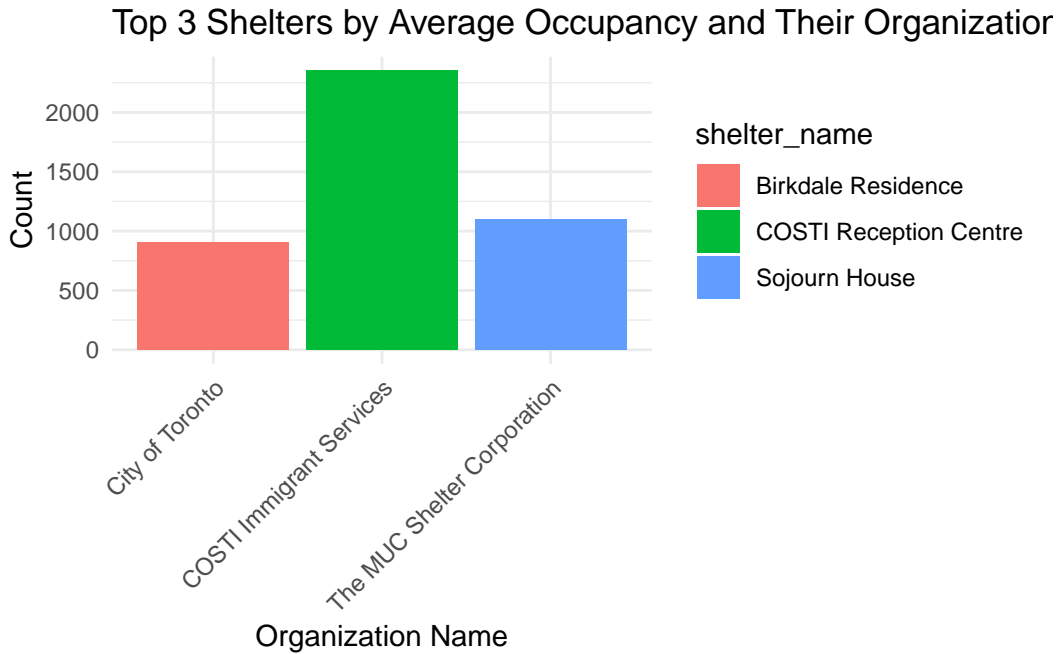 Top 3 Shelters by Average Occupancy and Their Organization
Count
2000
1500
1000
500
0
City of Toronto
COSTI Immigrant Services
The MUC Shelter Corporation
Organization Name
shelter_name
Birkdale Residence
COSTI Reception Centre
Sojourn House